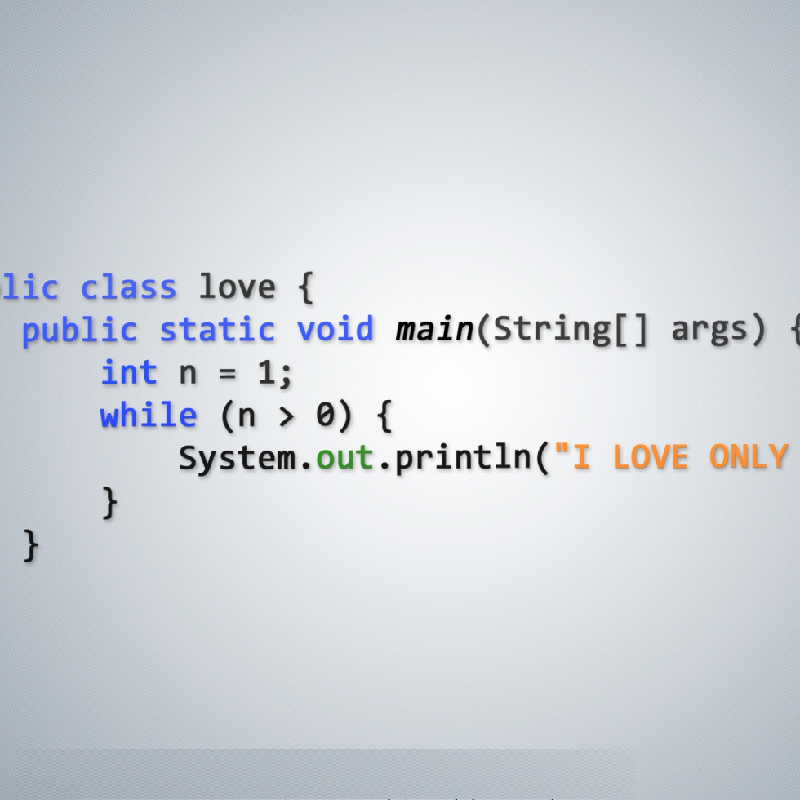 lic class love {
public static void main(String[] args) {
int n = 1;
while (n > 0) {
System.out.println("I LOVE ONLY
}
}